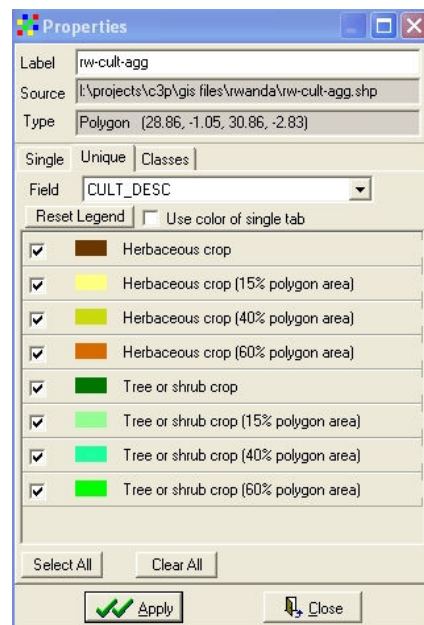 Properties
Label rw-cult-agg
Source I:\projects\c3p\gis files\rwanda\rw-cult-agg.shp
Type Polygon (28.86, -1.05, 30.86, -2.83)
Single Unique Classes
Field CULT_DESC
Reset Legend Use color of single tab
Herbaceous crop
Herbaceous crop (15% polygon area)
Herbaceous crop (40% polygon area)
Herbaceous crop (60% polygon area)
Tree or shrub crop
Tree or shrub crop (15% polygon area)
Tree or shrub crop (40% polygon area)
Tree or shrub crop (60% polygon area)
Select All Clear All
Apply Close